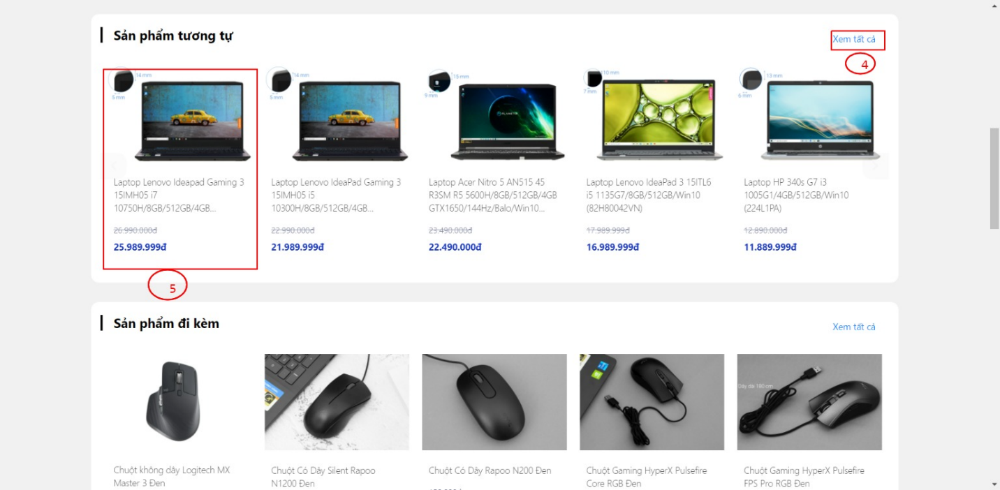 Sản phẩm tương tự
Xem tất cả
4
14 mm
5 mm
14 mm
5 mm
15 mm
9 mm
10 mm
7 mm
13 mm
6 mm
Laptop Lenovo Ideapad Gaming 3
15IMH05 i7
10750H/8GB/512GB/4GB...
26.990.000đ
25.989.999đ
Laptop Lenovo IdeaPad Gaming 3
15IMH05 i5
10300H/8GB/512GB/4GB...
22.990.000đ
21.989.999đ
Laptop Acer Nitro 5 AN515 45
R3SM R5 5600H/8GB/512GB/4GB
GTX1650/144Hz/Balo/Win10...
23.490.000đ
22.490.000đ
Laptop Lenovo IdeaPad 3 15ITL6
i5 1135G7/8GB/512GB/Win10
(82H80042VN)
17.989.999đ
16.989.999đ
Laptop HP 340s G7 i3
1005G1/4GB/512GB/Win10
(224L1PA)
12.890.000đ
11.889.999đ
5
Sản phẩm đi kèm
Xem tất cả
Dây dài 180 cm
Chuột không dây Logitech MX
Master 3 Đen
Chuột Có Dây Silent Rapoo
N1200 Đen
Chuột Có Dây Rapoo N200 Đen
Chuột Gaming HyperX Pulsefire
Core RGB Đen
Chuột Gaming HyperX Pulsefire
FPS Pro RGB Đen